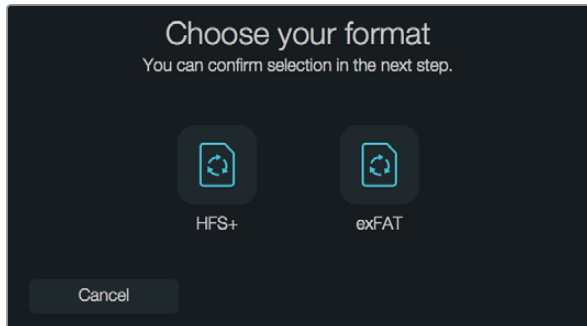 Choose your format
You can confirm selection in the next step.
HFS+
exFAT
Cancel